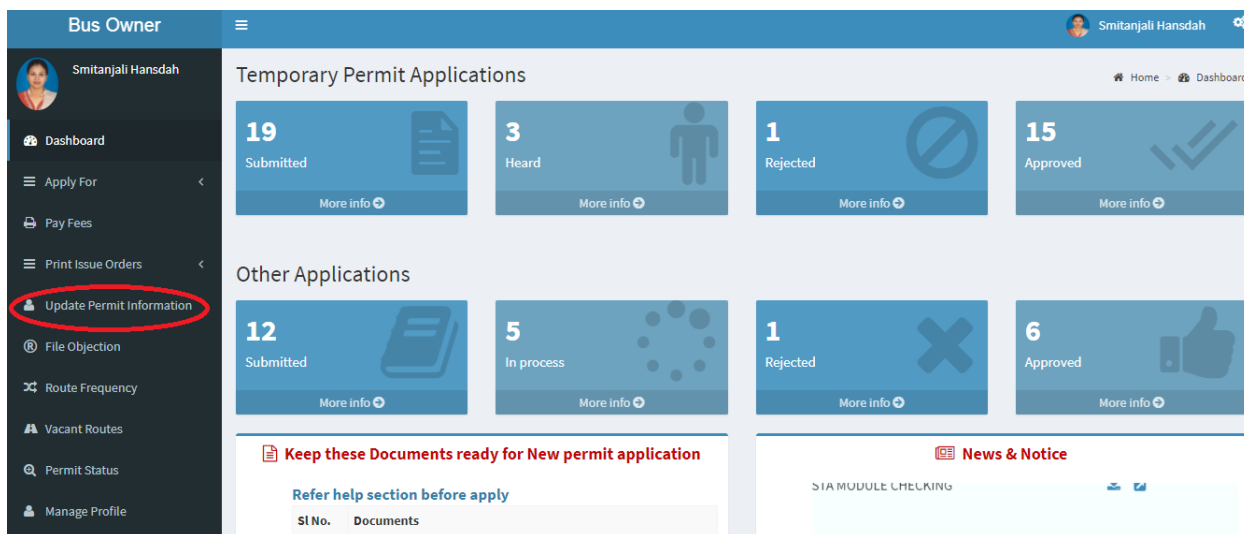 Bus Owner
Smitanjali Hansdah
Smitanjali Hansdah
Dashboard
Apply For
Pay Fees
Print Issue Orders
Update Permit Information
File Objection
Route Frequency
Vacant Routes
Permit Status
Manage Profile
Temporary Permit Applications
Home > Dashboard
19
Submitted
More info
3
Heard
More info
1
Rejected
More info
15
Approved
More info
Other Applications
12
Submitted
More info
5
In process
More info
1
Rejected
More info
6
Approved
More info
Keep these Documents ready for New permit application
Refer help section before apply
Sl No. Documents
News & Notice
STA MODULE CHECKING